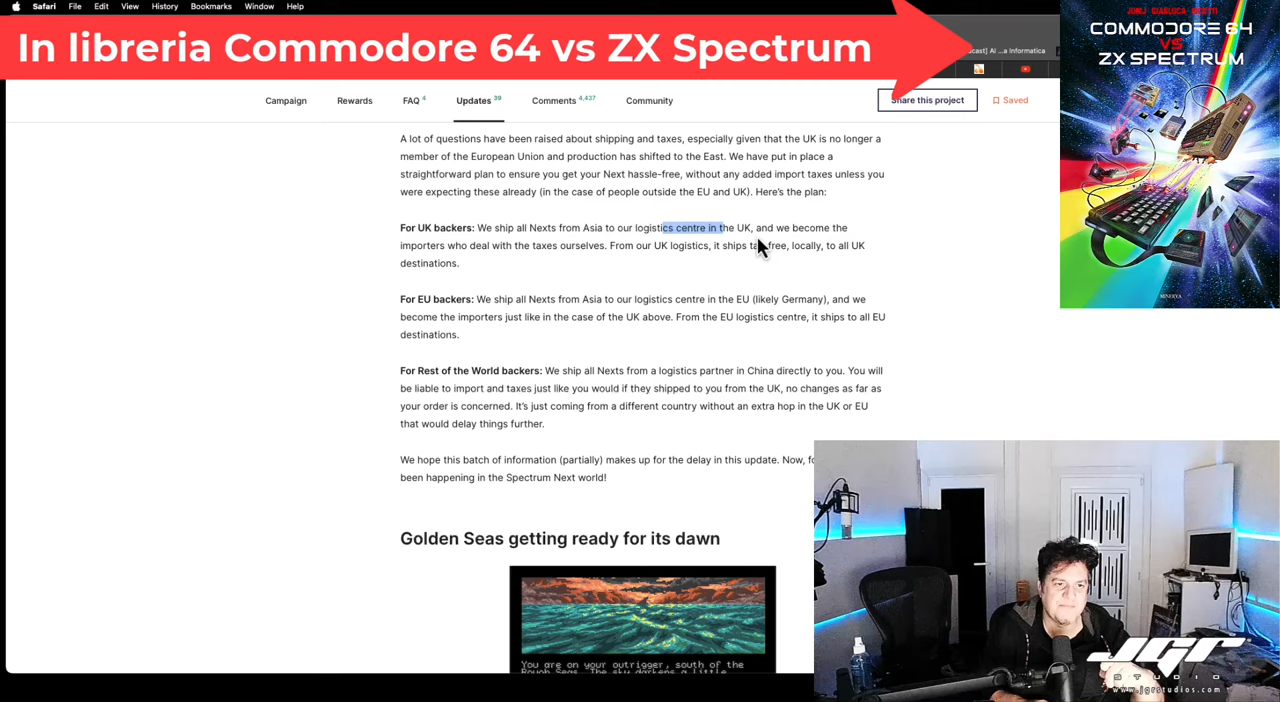 Safari File Edit View History Bookmarks Window Help
In libreria Commodore 64 vs ZX Spectrum
COMMODORE 64
VS
ZX SPECTRUM
MINERVA
Campaign Rewards FAQ 4 Updates 39 Comments 4,437 Community Share this project Saved
A lot of questions have been raised about shipping and taxes, especially given that the UK is no longer a
member of the European Union and production has shifted to the East. We have put in place a
straightforward plan to ensure you get your Next hassle-free, without any added import taxes unless you
were expecting these already (in the case of people outside the EU and UK). Here's the plan:
For UK backers: We ship all Nexts from Asia to our logistics centre in the UK, and we become the
importers who deal with the taxes ourselves. From our UK logistics, it ships tax free, locally, to all UK
destinations.
For EU backers: We ship all Nexts from Asia to our logistics centre in the EU (likely Germany), and we
become the importers just like in the case of the UK above. From the EU logistics centre, it ships to all EU
destinations.
For Rest of the World backers: We ship all Nexts from a logistics partner in China directly to you. You will
be liable to import and taxes just like you would if they shipped to you from the UK, no changes as far as
your order is concerned. It's just coming from a different country without an extra hop in the UK or EU
that would delay things further.
We hope this batch of information (partially) makes up for the delay in this update. Now,
been happening in the Spectrum Next world!
Golden Seas getting ready for its dawn
You are on your outrigger, south of the
Rough Seas. The sky darkens a little
JGR
STUDIO
www.jgrstudios.com